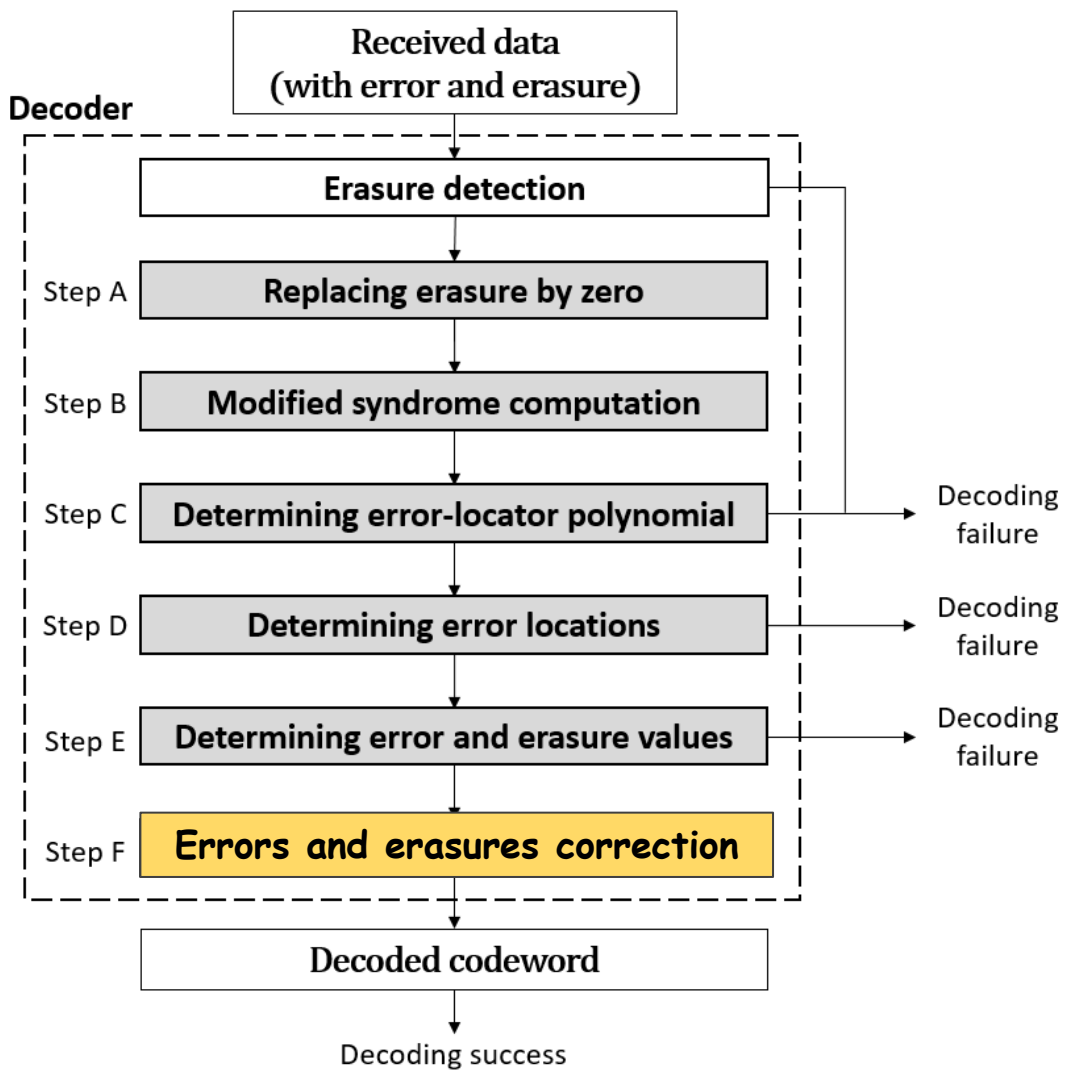 Received data
(with error and erasure)
Decoder
Erasure detection
Step A
Replacing erasure by zero
Step B
Modified syndrome computation
Step C
Determining error-locator polynomial
Decoding
failure
Step D
Determining error locations
Decoding
failure
Step E
Determining error and erasure values
Decoding
failure
Step F
Errors and erasures correction
Decoded codeword
Decoding success